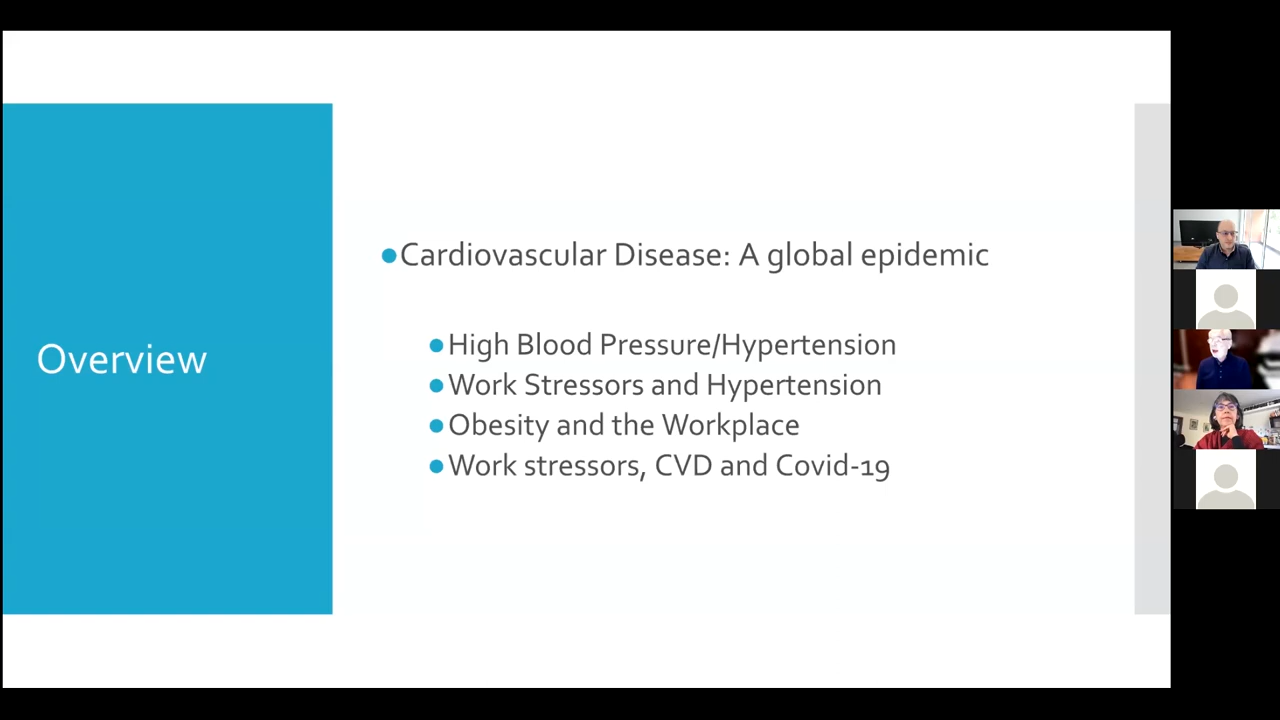 Overview
●Cardiovascular Disease: A global epidemic
●High Blood Pressure/Hypertension
●Work Stressors and Hypertension
●Obesity and the Workplace
●Work stressors, CVD and Covid-19